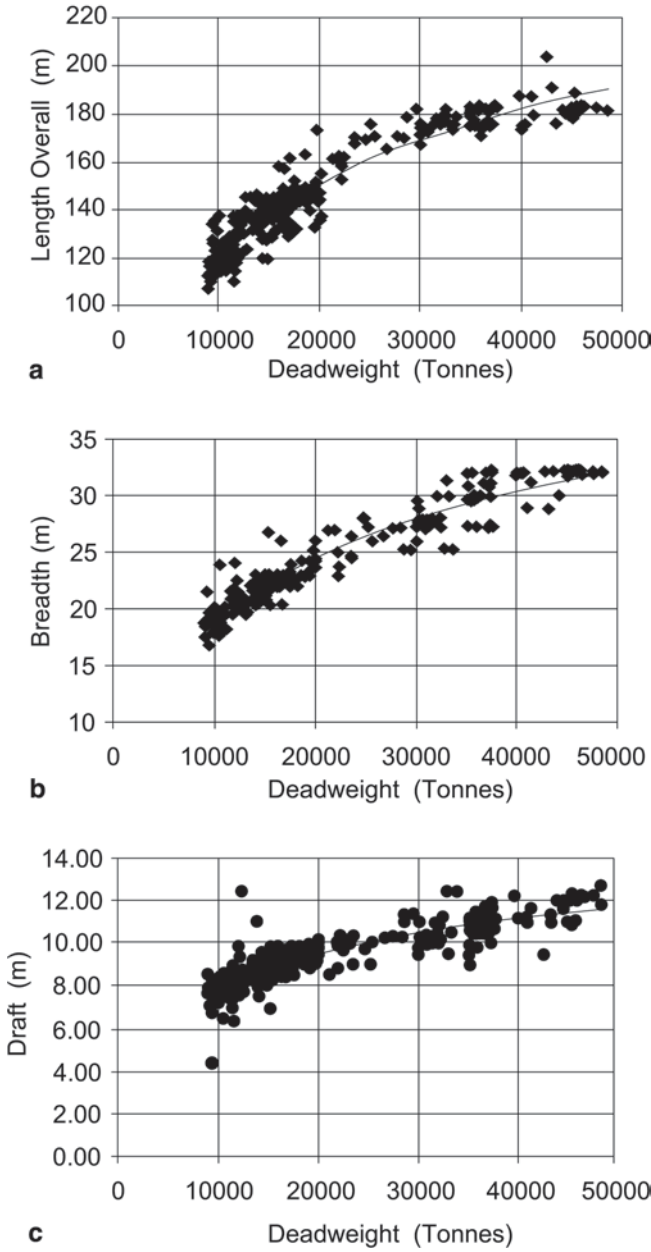 220
200
180
160
140
120
100
Length Overall (m)
0 10000 20000 30000 40000 50000
Deadweight (Tonnes)
a
35
30
25
20
15
10
Breadth (m)
0 10000 20000 30000 40000 50000
Deadweight (Tonnes)
b
14.00
12.00
10.00
8.00
6.00
4.00
2.00
0.00
Draft (m)
0 10000 20000 30000 40000 50000
Deadweight (Tonnes)
c